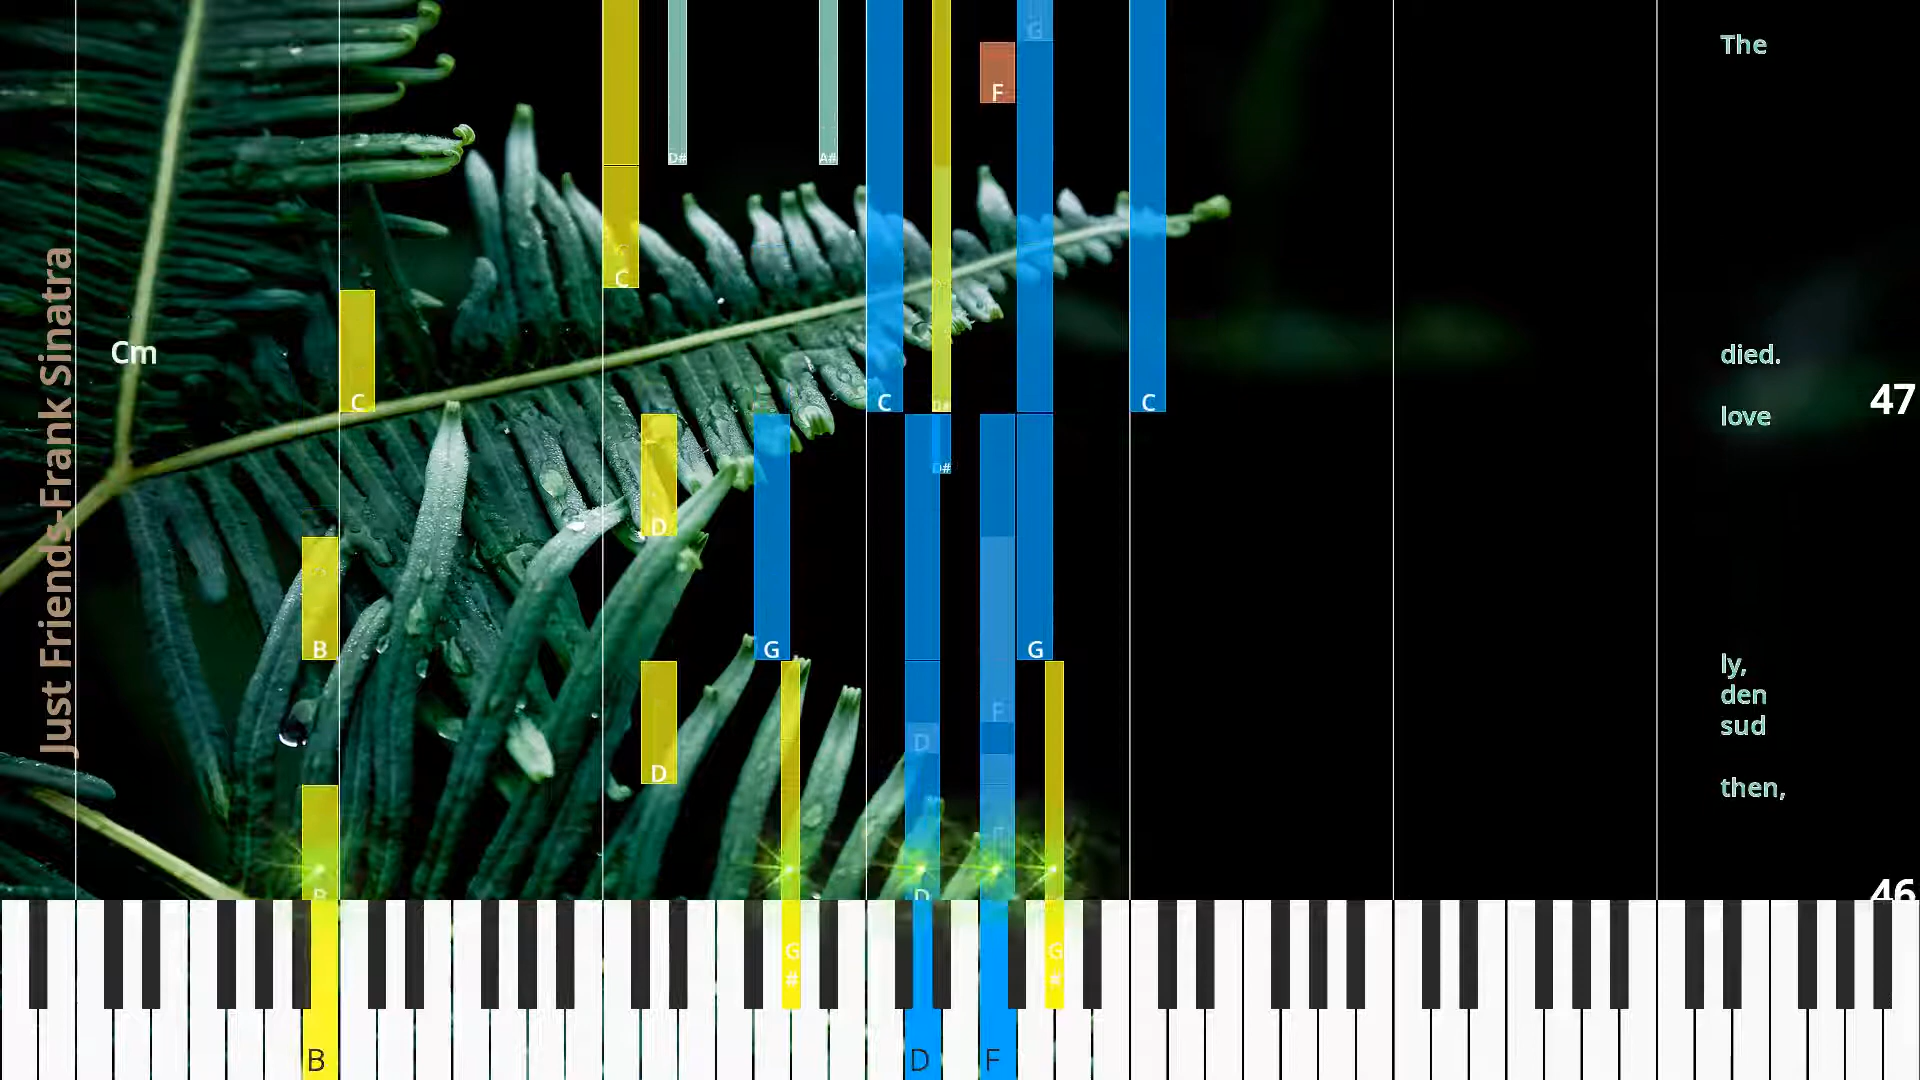 Just Friends-Frank Sinatra
The
G
F
D#
A#
C
Cm
died.
C
C
D#
C
47
love
D#
D
B
G
G
ly,
den
F
sud
D
D
then,
F
B
D
46
G
#
G
#
B
D
F